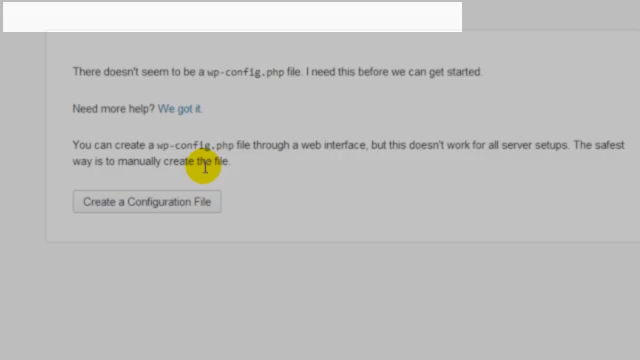 There doesn't seem to be a wp-config.php file. I need this before we can get started.
Need more help? We got it.
You can create a wp-config.php file through a web interface, but this doesn't work for all server setups. The safest
way is to manually create the file.
Create a Configuration File